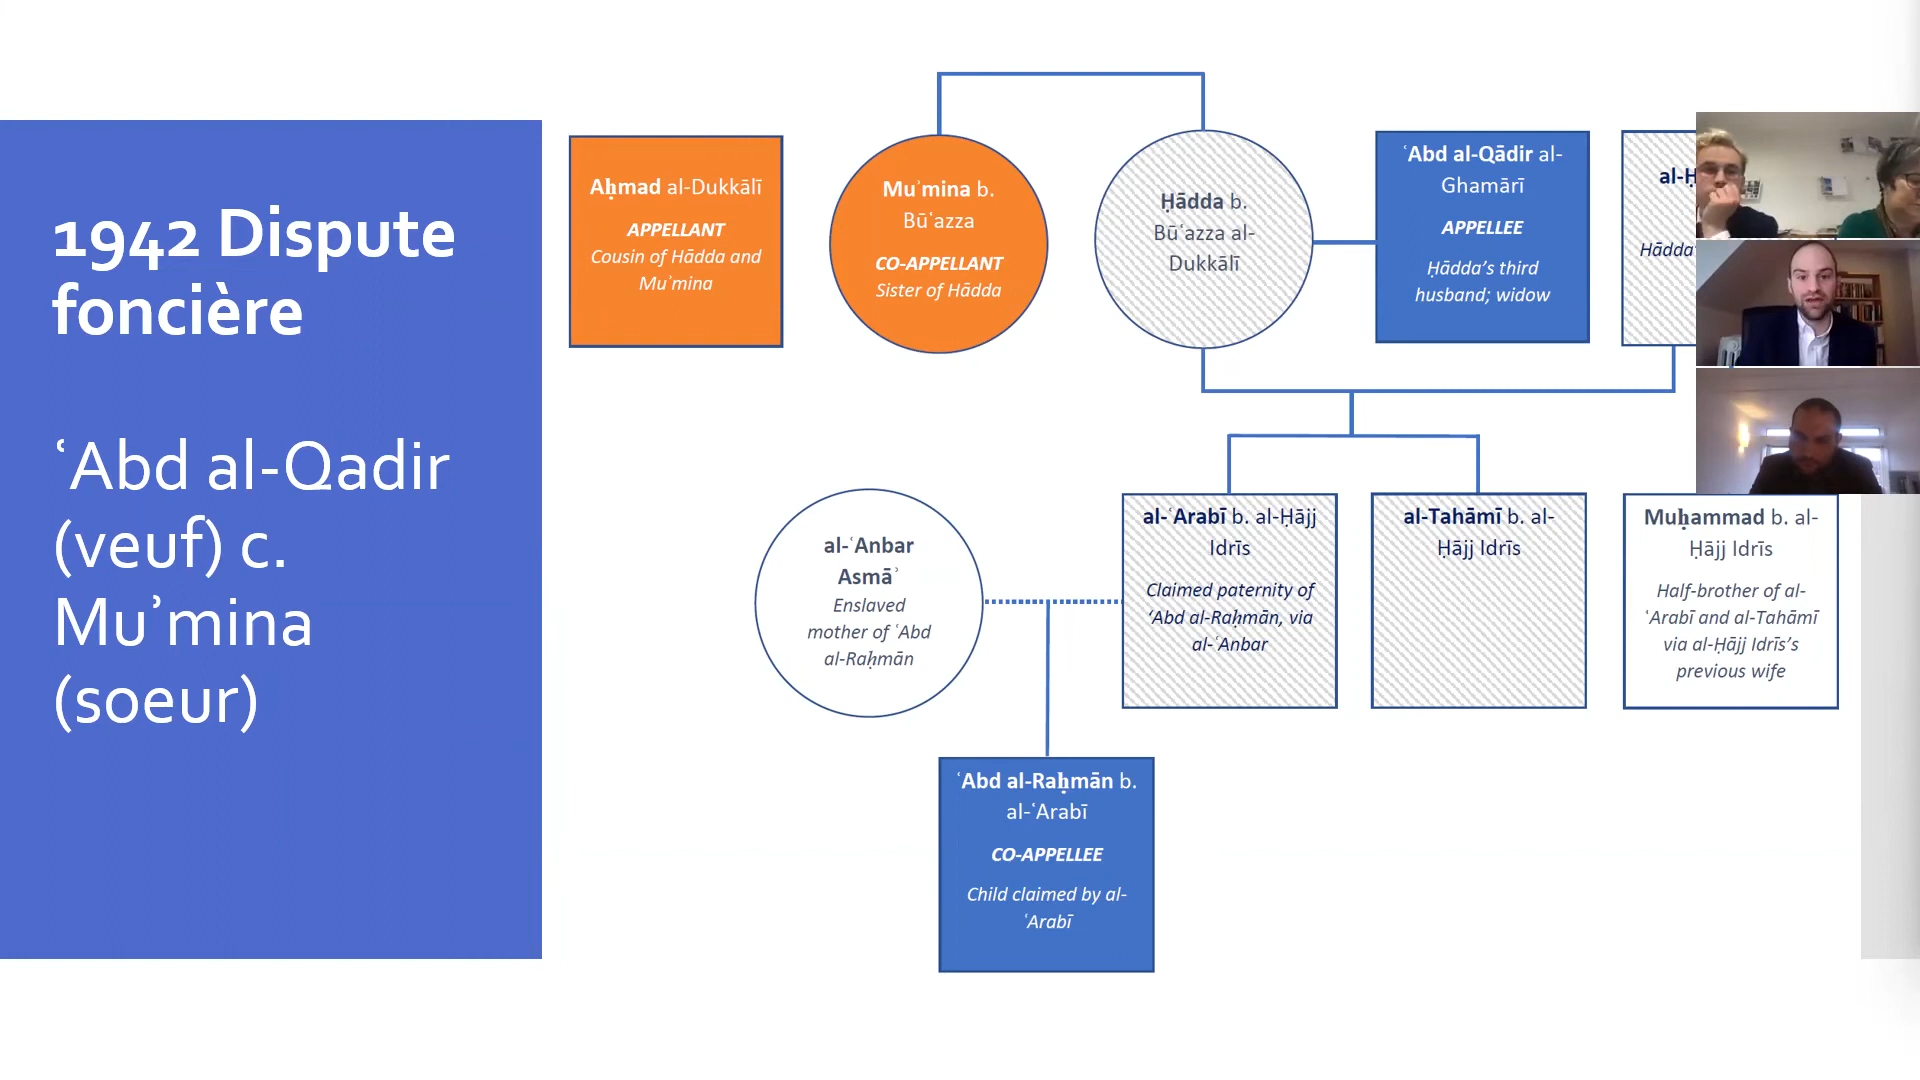 1942 Dispute
foncière
ʿAbd al-Qadir
(veuf) c.
Muʾmina
(soeur)
Aḥmad al-Dukkālī
APPELLANT
Cousin of Hādda and
Muʾmina
Muʾmina b.
Būʿazza
CO-APPELLANT
Sister of Hādda
Ḥādda b.
Būʿazza al-
Dukkālī
ʿAbd al-Qādir al-
Ghamārī
APPELLEE
Ḥādda’s third
husband; widow
al-ʿAnbar
Asmāʾ
Enslaved
mother of ʿAbd
al-Raḥmān
al-ʿArabī b. al-Ḥājj
Idrīs
Claimed paternity of
‘Abd al-Raḥmān, via
al-ʿAnbar
al-Tahāmī b. al-
Ḥājj Idrīs
Muḥammad b. al-
Ḥājj Idrīs
Half-brother of al-
ʿArabī and al-Tahāmī
via al-Ḥājj Idrīs’s
previous wife
ʿAbd al-Raḥmān b.
al-ʿArabī
CO-APPELLEE
Child claimed by al-
ʿArabī